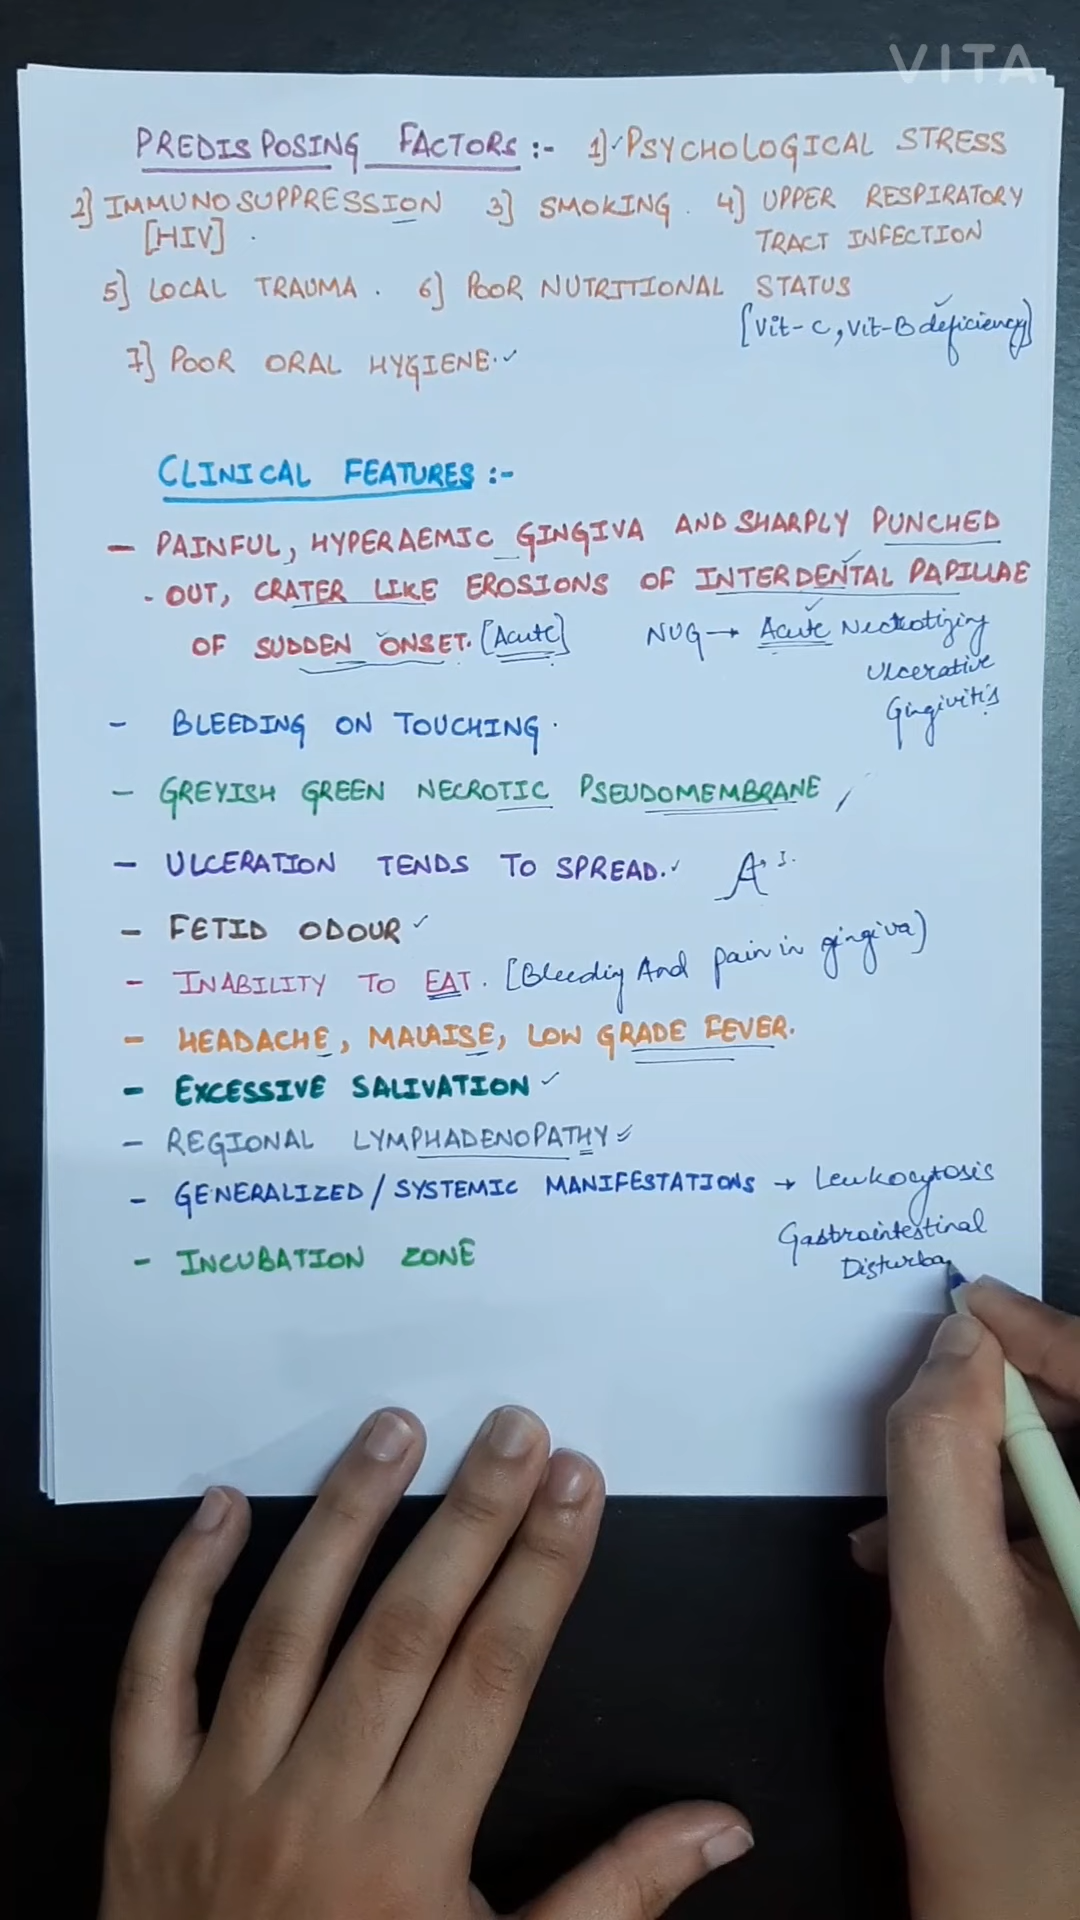 VITA
PREDISPOSING FACTORS :- 1] PSYCHOLOGICAL STRESS
2] IMMUNOSUPPRESSION 3] SMOKING. 4] UPPER RESPIRATORY
[HIV]. TRACT INFECTION
5] LOCAL TRAUMA. 6] POOR NUTRITIONAL STATUS
[Vit-C, Vit-B deficiency]
7] POOR ORAL HYGIENE.
CLINICAL FEATURES :-
- PAINFUL, HYPERAEMIC GINGIVA AND SHARPLY PUNCHED
- OUT, CRATER LIKE EROSIONS OF INTERDENTAL PAPILLAE
OF SUDDEN ONSET. [Acute] NUG → Acute Necrotizing
Ulcerative
Gingivitis
- BLEEDING ON TOUCHING.
- GREYISH GREEN NECROTIC PSEUDOMEMBRANE
- ULCERATION TENDS TO SPREAD.
- FETID ODOUR
- INABILITY TO EAT. [Bleedig And pain in gingiva)
- HEADACHE, MALAISE, LOW GRADE FEVER.
- EXCESSIVE SALIVATION
- REGIONAL LYMPHADENOPATHY
- GENERALIZED/SYSTEMIC MANIFESTATIONS → Leukocytosis
Gastrointestinal
- INCUBATION ZONE
Disturba